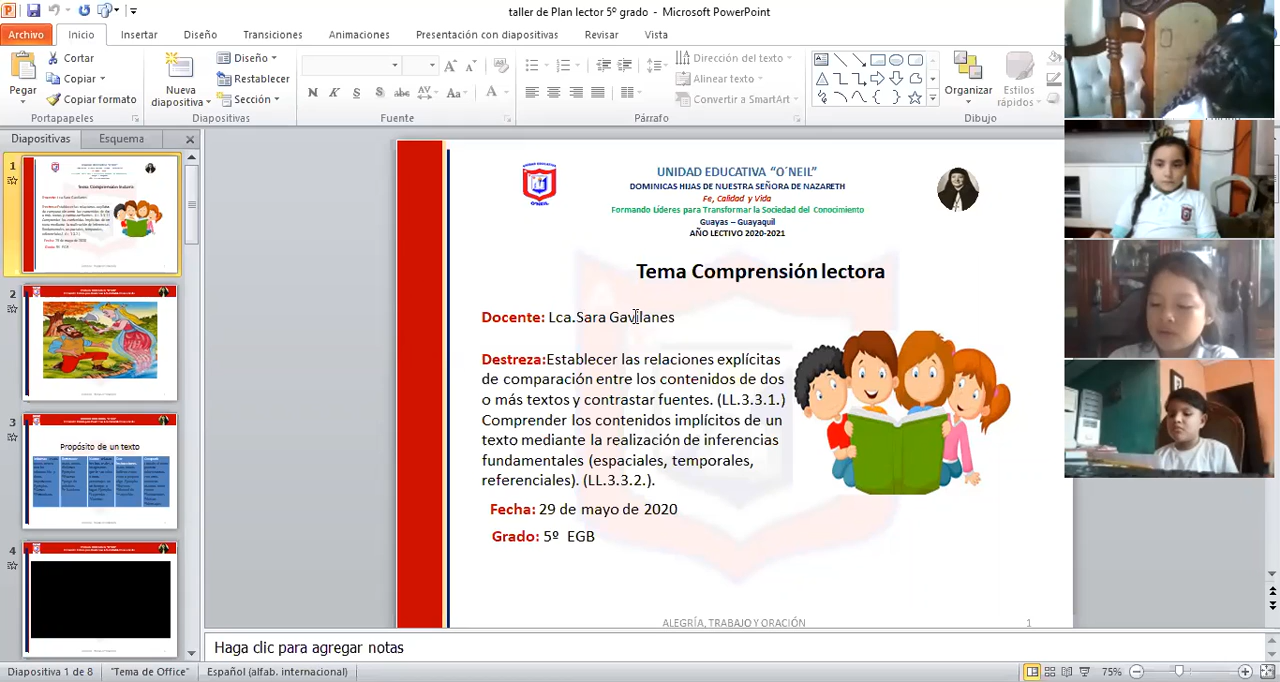 taller de Plan lector 5º grado - Microsoft PowerPoint
Archivo Inicio Insertar Diseño Transiciones Animaciones Presentación con diapositivas Revisar Vista
Pegar
Cortar
Copiar
Copiar formato
Portapapeles
Nueva
diapositiva
Diseño
Restablecer
Sección
Diapositivas
N K S S abc AV Aa A
Fuente
Dirección del texto
Alinear texto
Convertir a SmartArt
Párrafo
Organizar
Estilos
rápidos
Dibujo
Diapositivas Esquema
1
2
3
Propósito de un texto
4
UNIDAD EDUCATIVA “O´NEIL”
DOMINICAS HIJAS DE NUESTRA SEÑORA DE NAZARETH
Fe, Calidad y Vida
Formando Líderes para Transformar la Sociedad del Conocimiento
Guayas – Guayaquil
AÑO LECTIVO 2020-2021
Tema Comprensión lectora
Docente: Lca.Sara Gavilanes
Destreza:Establecer las relaciones explícitas
de comparación entre los contenidos de dos
o más textos y contrastar fuentes. (LL.3.3.1.)
Comprender los contenidos implícitos de un
texto mediante la realización de inferencias
fundamentales (espaciales, temporales,
referenciales). (LL.3.3.2.).
Fecha: 29 de mayo de 2020
Grado: 5º EGB
ALEGRÍA, TRABAJO Y ORACIÓN 1
Haga clic para agregar notas
Diapositiva 1 de 8 "Tema de Office" Español (alfab. internacional) 75%